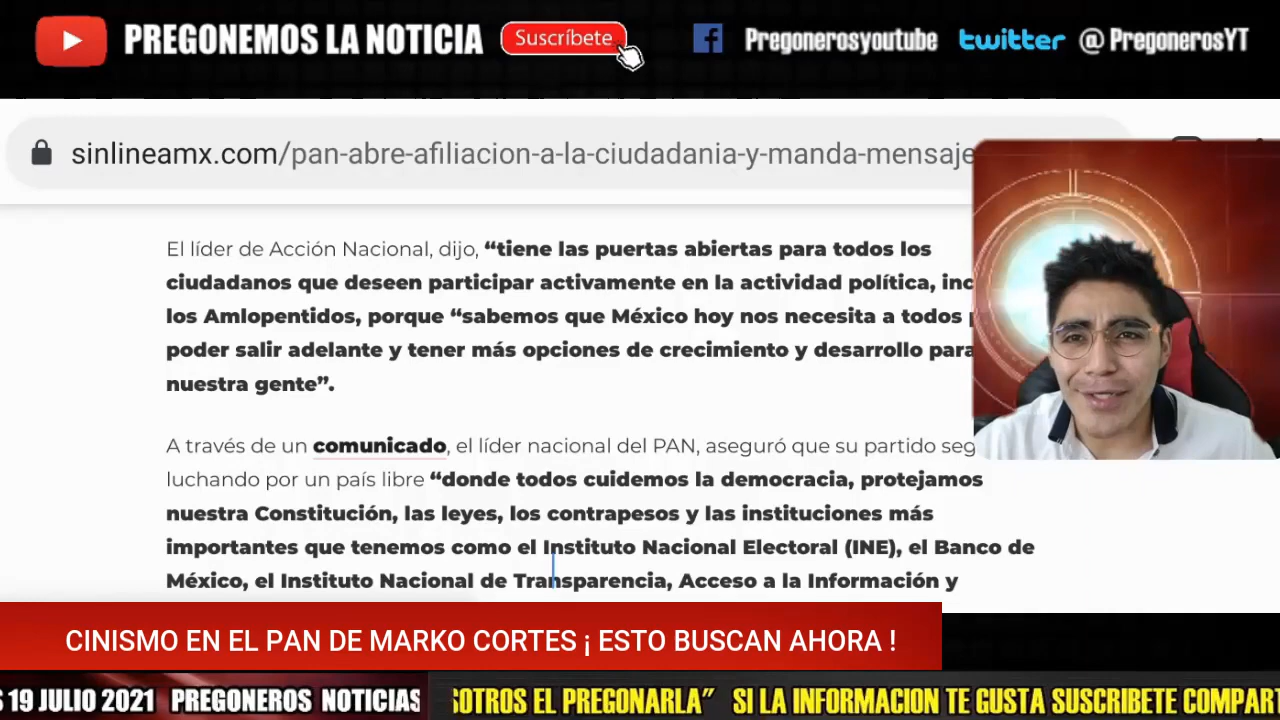 PREGONEMOS LA NOTICIA Suscríbete Pregonerosyoutube twitter @ PregonerosYT
sinlineamx.com/pan-abre-afiliacion-a-la-ciudadania-y-manda-mensaje
El líder de Acción Nacional, dijo, “tiene las puertas abiertas para todos los
ciudadanos que deseen participar activamente en la actividad política, inc
los Amlopentidos, porque “sabemos que México hoy nos necesita a todos p
poder salir adelante y tener más opciones de crecimiento y desarrollo para
nuestra gente”.
A través de un comunicado, el líder nacional del PAN, aseguró que su partido seg
luchando por un país libre “donde todos cuidemos la democracia, protejamos
nuestra Constitución, las leyes, los contrapesos y las instituciones más
importantes que tenemos como el Instituto Nacional Electoral (INE), el Banco de
México, el Instituto Nacional de Transparencia, Acceso a la Información y
CINISMO EN EL PAN DE MARKO CORTES ¡ ESTO BUSCAN AHORA !
S 19 JULIO 2021 PREGONEROS NOTICIAS SOTROS EL PREGONARLA” SI LA INFORMACION TE GUSTA SUSCRIBETE COMPART